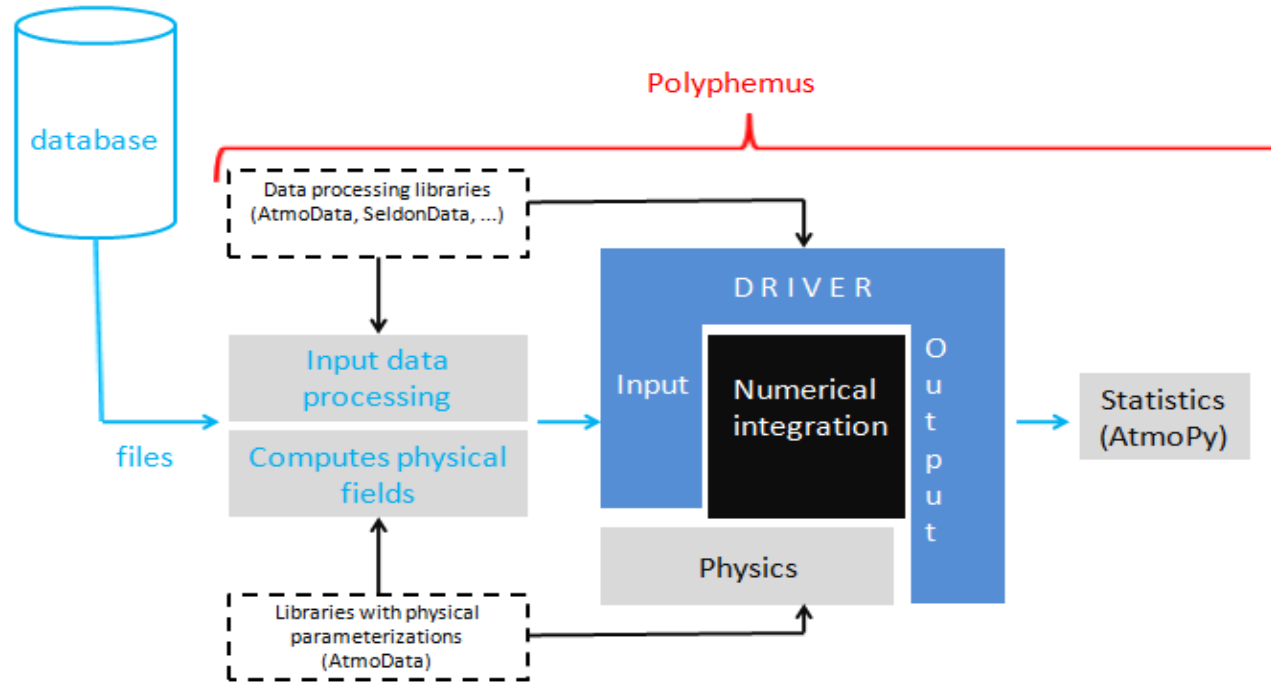 Polyphemus
database
Data processing libraries
(AtmoData, SeldonData, ...)
D R I V E R
Input data
processing
Input
Numerical
integration
O
u
t
p
u
t
Statistics
(AtmoPy)
files
Computes physical
fields
Physics
Libraries with physical
parameterizations
(AtmoData)